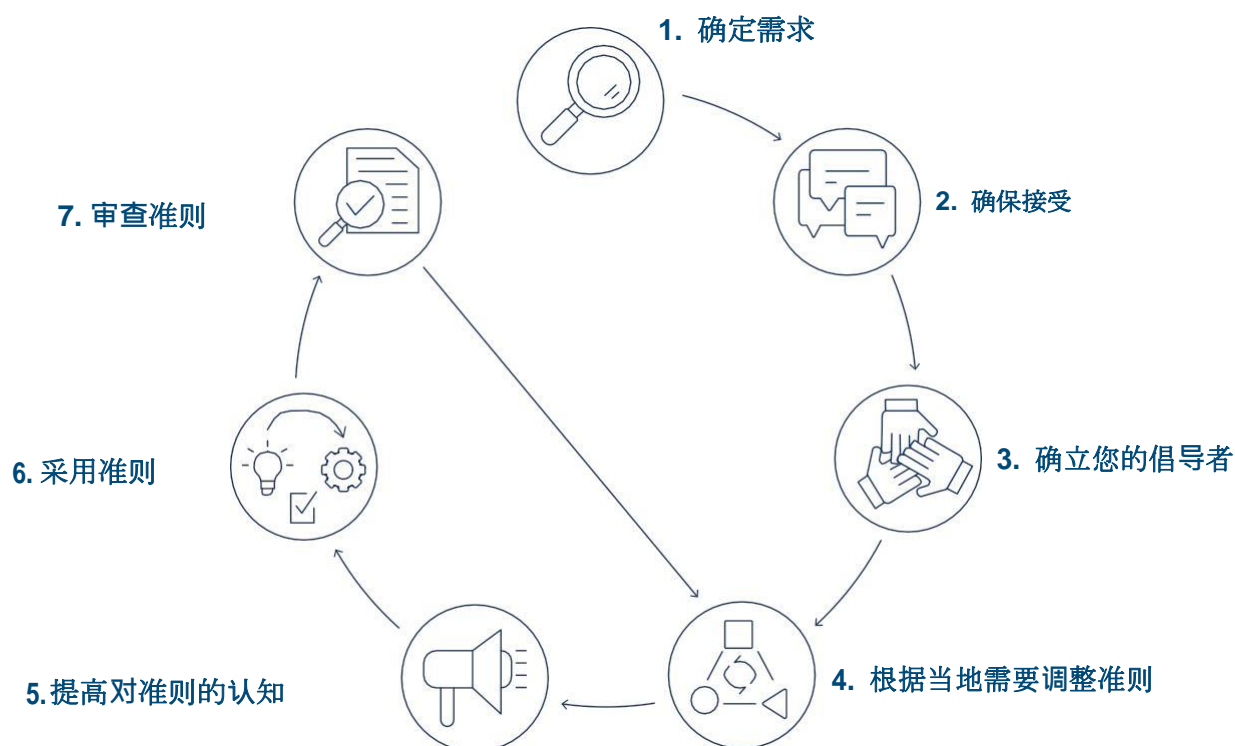 1. 确定需求
2. 确保接受
3. 确立您的倡导者
4. 根据当地需要调整准则
5.提高对准则的认知
6. 采用准则
7. 审查准则